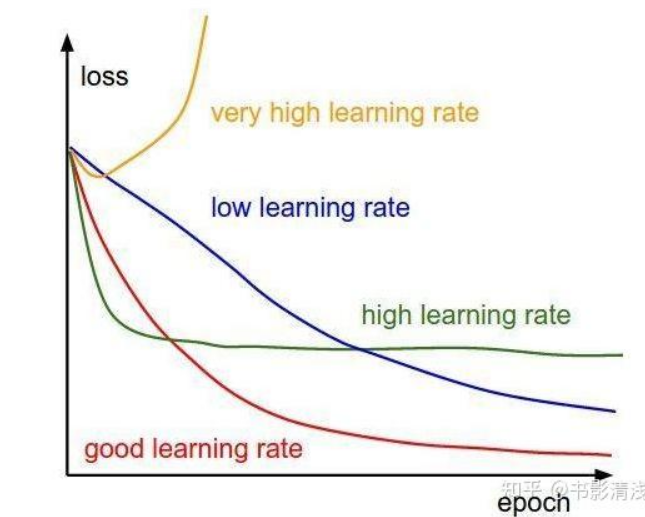 loss
very high learning rate
low learning rate
high learning rate
good learning rate
知乎 @书影清浅
epoch